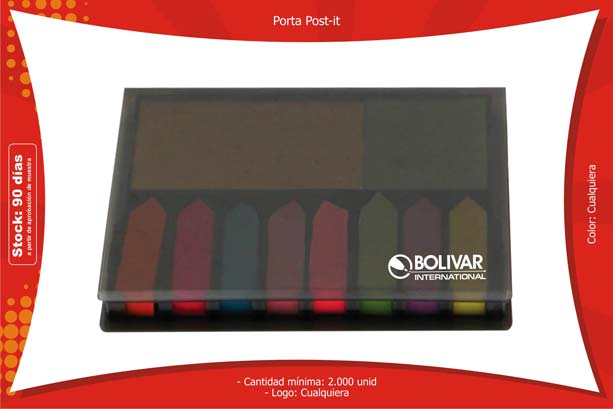 Porta Post-it
Stock: 90 días
a partir de aprobación de muestra
BOLIVAR
INTERNATIONAL
Color: Cualquiera
- Cantidad mínima: 2.000 unid
- Logo: Cualquiera